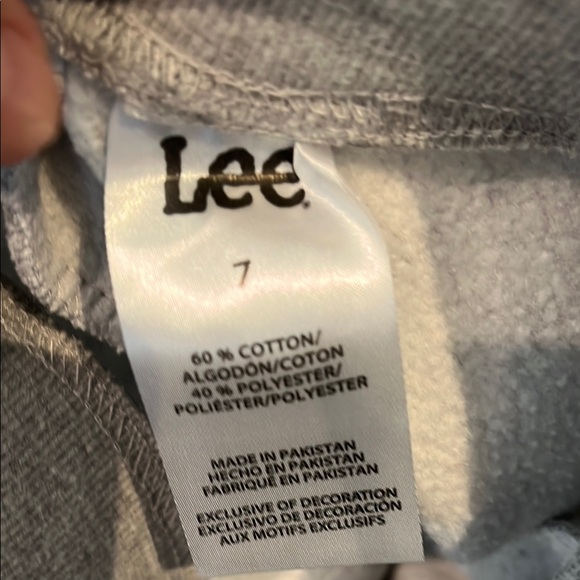 Lee
7
60 % COTTON/
ALGODÓN/COTON
40 % POLYESTER/
POLIÉSTER/POLYESTER
MADE IN PAKISTAN
HECHO EN PAKISTAN
FABRIQUÉ EN PAKISTAN
EXCLUSIVE OF DECORATION
EXCLUSIVO DE DECORACIÓN
AUX MOTIFS EXCLUSIFS